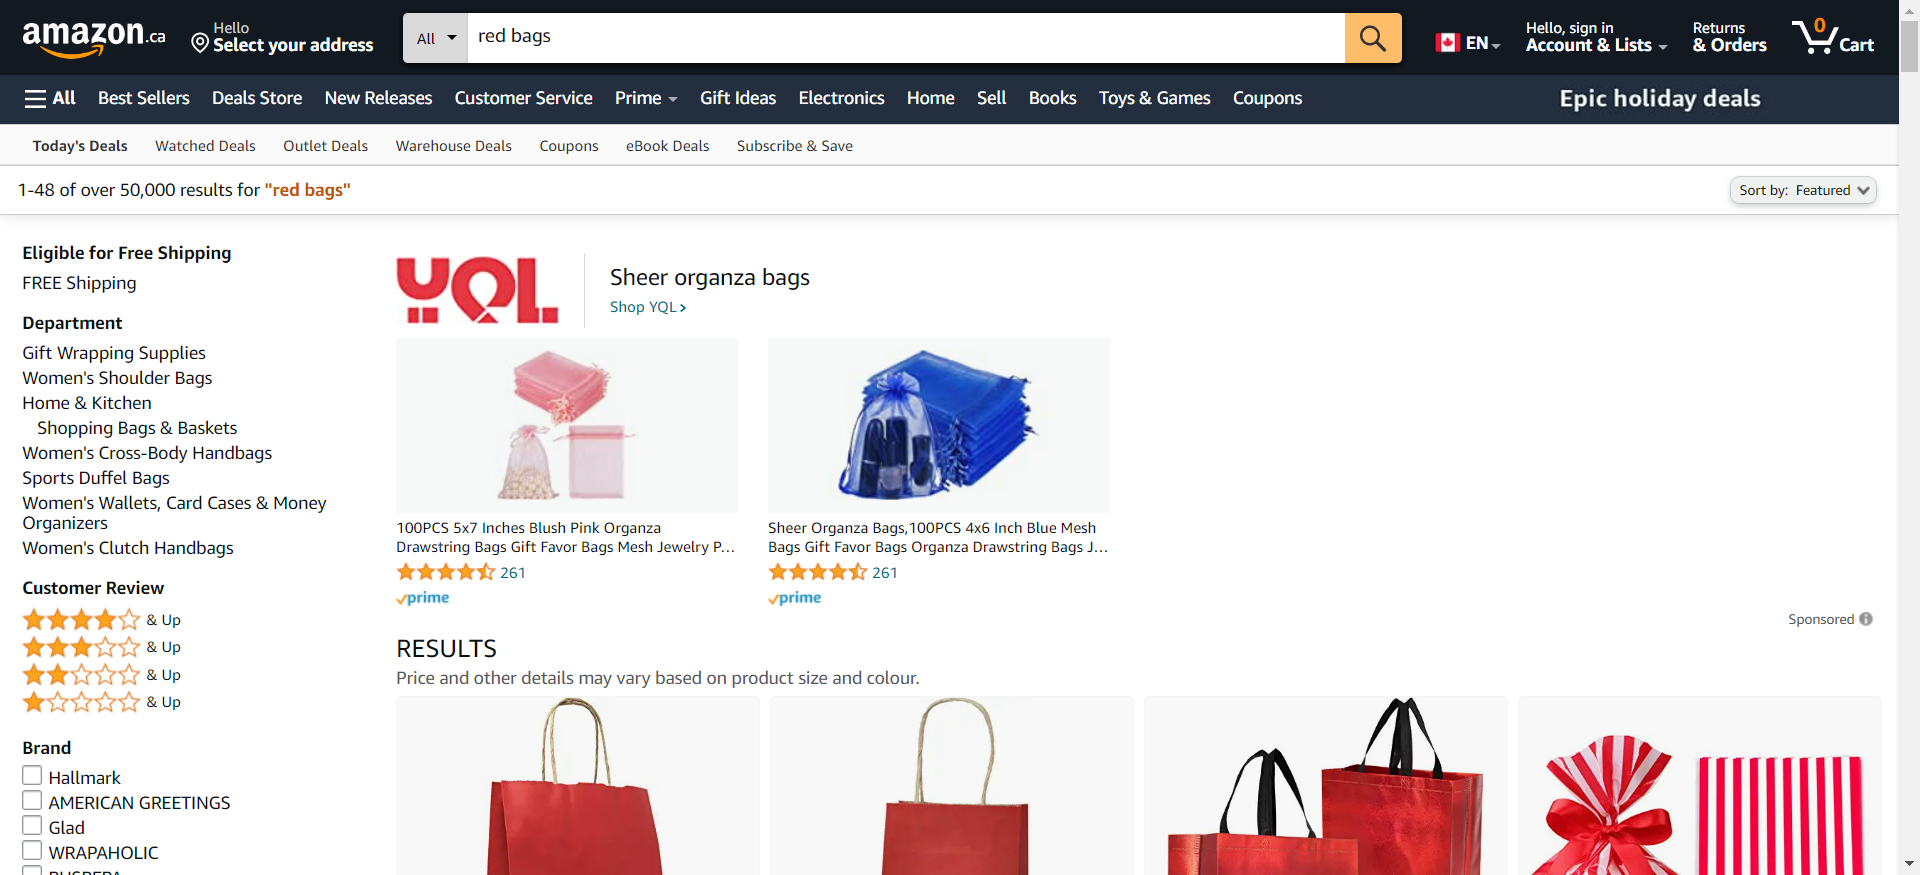 amazon.ca
Hello
Select your address
All
red bags
EN
Hello, sign in
Account & Lists
Returns
& Orders
0
Cart
All
Best Sellers
Deals Store
New Releases
Customer Service
Prime
Gift Ideas
Electronics
Home
Sell
Books
Toys & Games
Coupons
Epic holiday deals
Today's Deals
Watched Deals
Outlet Deals
Warehouse Deals
Coupons
eBook Deals
Subscribe & Save
1-48 of over 50,000 results for "red bags"
Sort by: Featured
Eligible for Free Shipping
FREE Shipping
Department
Gift Wrapping Supplies
Women's Shoulder Bags
Home & Kitchen
Shopping Bags & Baskets
Women's Cross-Body Handbags
Sports Duffel Bags
Women's Wallets, Card Cases & Money
Organizers
Women's Clutch Handbags
Customer Review
& Up
& Up
& Up
& Up
Brand
Hallmark
AMERICAN GREETINGS
Glad
WRAPAHOLIC
YQL
Sheer organza bags
Shop YQL
100PCS 5x7 Inches Blush Pink Organza
Drawstring Bags Gift Favor Bags Mesh Jewelry P...
261
prime
Sheer Organza Bags,100PCS 4x6 Inch Blue Mesh
Bags Gift Favor Bags Organza Drawstring Bags J...
261
prime
Sponsored
RESULTS
Price and other details may vary based on product size and colour.